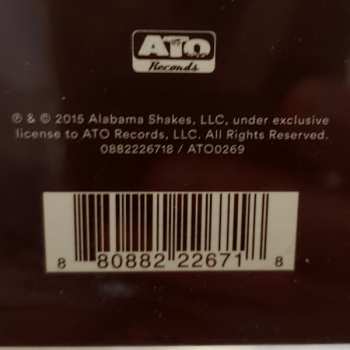 ATO
Records
℗ & © 2015 Alabama Shakes, LLC, under exclusive
license to ATO Records, LLC. All Rights Reserved.
0882226718 / ATO0269
8 80882 22671 8